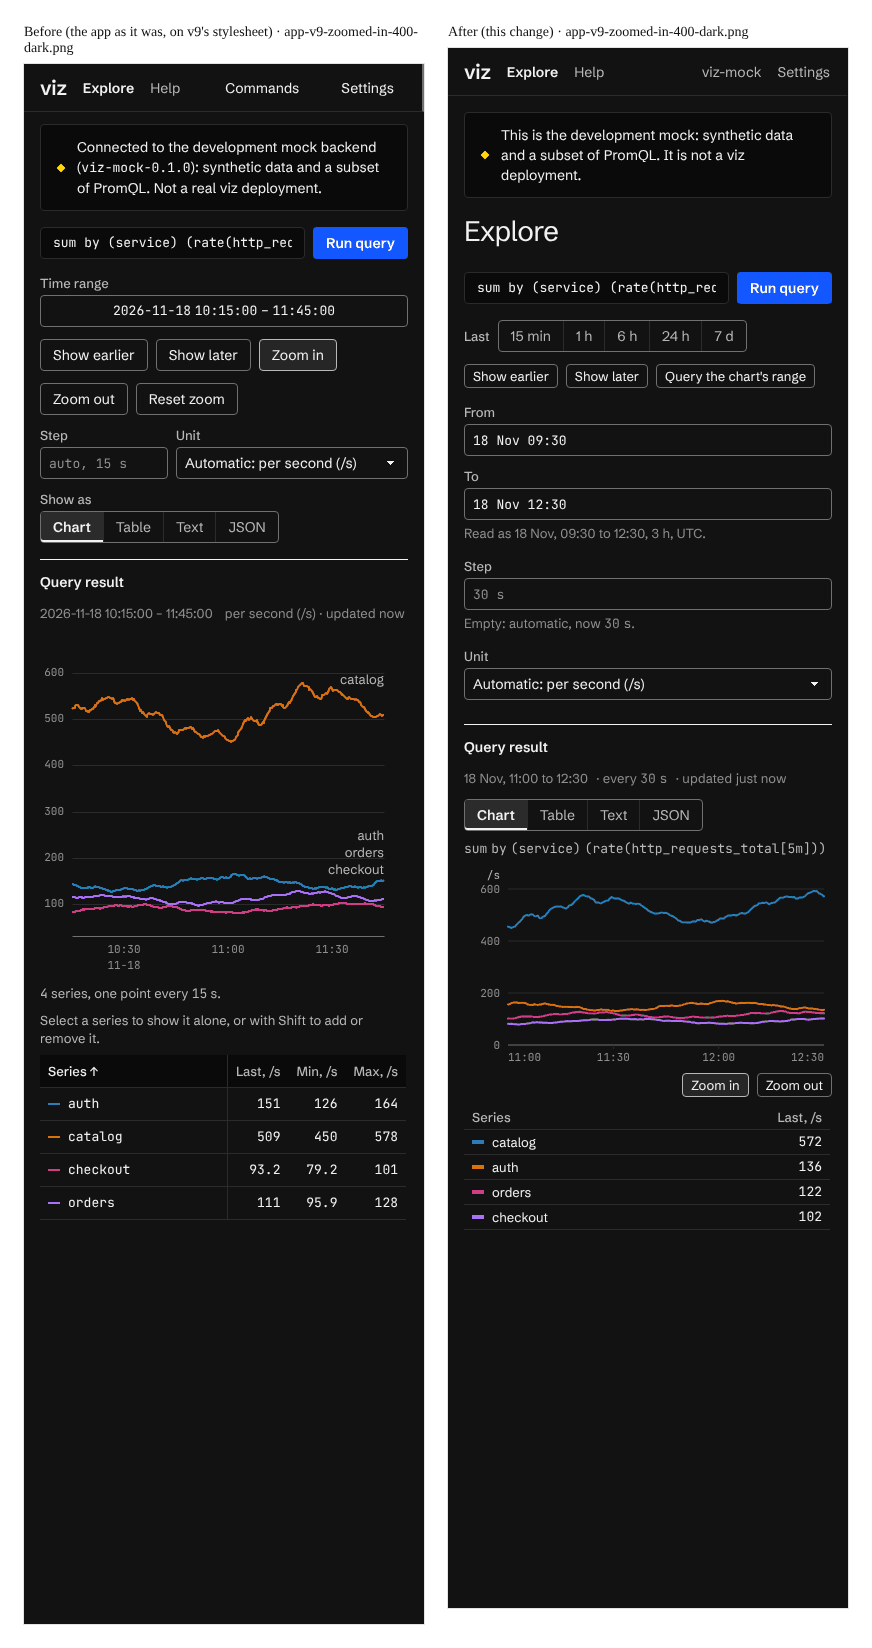 Before (the app as it was, on v9's stylesheet) · app-v9-zoomed-in-400-
dark.png
viz Explore Help Commands Settings
Connected to the development mock backend
(viz-mock-0.1.0): synthetic data and a subset
of PromQL. Not a real viz deployment.
sum by (service) (rate(http_rec Run query
Time range
2026-11-18 10:15:00 – 11:45:00
Show earlier Show later Zoom in
Zoom out Reset zoom
Step Unit
auto, 15 s Automatic: per second (/s)
Show as
Chart Table Text JSON
Query result
2026-11-18 10:15:00 – 11:45:00 per second (/s) · updated now
600
catalog
500
400
300
auth
orders
200
checkout
100
10:30 11:00 11:30
11-18
4 series, one point every 15 s.
Select a series to show it alone, or with Shift to add or
remove it.
Series ↑ Last, /s Min, /s Max, /s
auth 151 126 164
catalog 509 450 578
checkout 93.2 79.2 101
orders 111 95.9 128
After (this change) · app-v9-zoomed-in-400-dark.png
viz Explore Help viz-mock Settings
This is the development mock: synthetic data
and a subset of PromQL. It is not a viz
deployment.
Explore
sum by (service) (rate(http_rec Run query
Last 15 min 1 h 6 h 24 h 7 d
Show earlier Show later Query the chart's range
From
18 Nov 09:30
To
18 Nov 12:30
Read as 18 Nov, 09:30 to 12:30, 3 h, UTC.
Step
30 s
Empty: automatic, now 30 s.
Unit
Automatic: per second (/s)
Query result
18 Nov, 11:00 to 12:30 · every 30 s · updated just now
Chart Table Text JSON
sum by (service) (rate(http_requests_total[5m]))
/s
600
400
200
0
11:00 11:30 12:00 12:30
Zoom in Zoom out
Series Last, /s
catalog 572
auth 136
orders 122
checkout 102